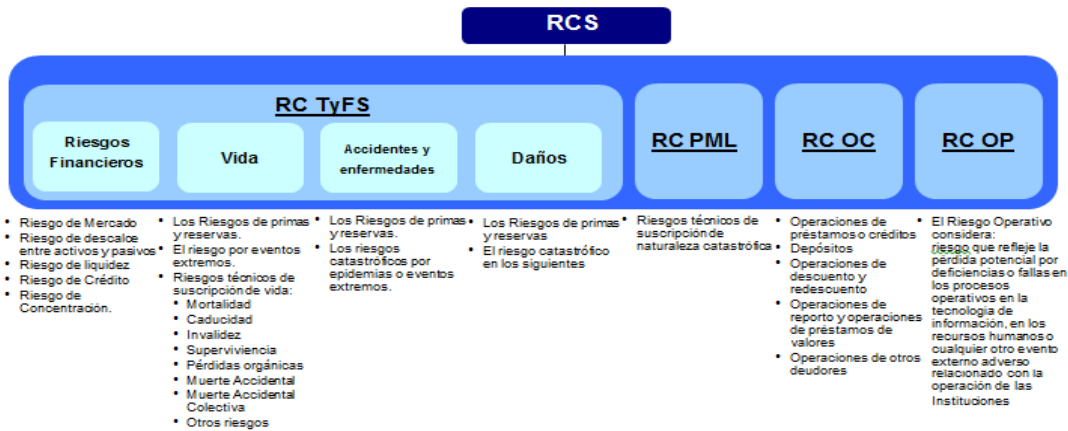 RCS
RC TyFS
Riesgos
Financieros
Vida
Accidentes y
enfermedades
Daños
RC PML
RC OC
RC OP
• Riesgo de Mercado
• Riesgo de descalce
entre activos y pasivos
• Riesgo de liquidez
• Riesgo de Crédito
• Riesgo de
Concentración.
• Los Riesgos de primas
y reservas.
• El riesgo por eventos
extremos.
• Riesgos técnicos de
suscripción de vida:
• Mortalidad
• Caducidad
• Invalidez
• Superviviencia
• Pérdidas orgánicas
• Muerte Accidental
• Muerte Accidental
Colectiva
• Otros riesgos
• Los Riesgos de primas
y reservas.
• Los riesgos
catastróficos por
epidemias o eventos
extremos.
• Los Riesgos de primas
y reservas
• El riesgo catastrófico
en los siguientes
• Riesgos técnicos de
suscripción de
naturaleza catastrófica
• Operaciones de
préstamos o créditos
• Depósitos
• Operaciones de
descuento y
redescuento
• Operaciones de
reporto y operaciones
de préstamos de
valores
• Operaciones de otros
deudores
• El Riesgo Operativo
considera:
riesgo que refleje la
pérdida potencial por
deficiencias o fallas en
los procesos
operativos en la
tecnología de
información, en los
recursos humanos o
cualquier otro evento
externo adverso
relacionado con la
operación de las
Instituciones